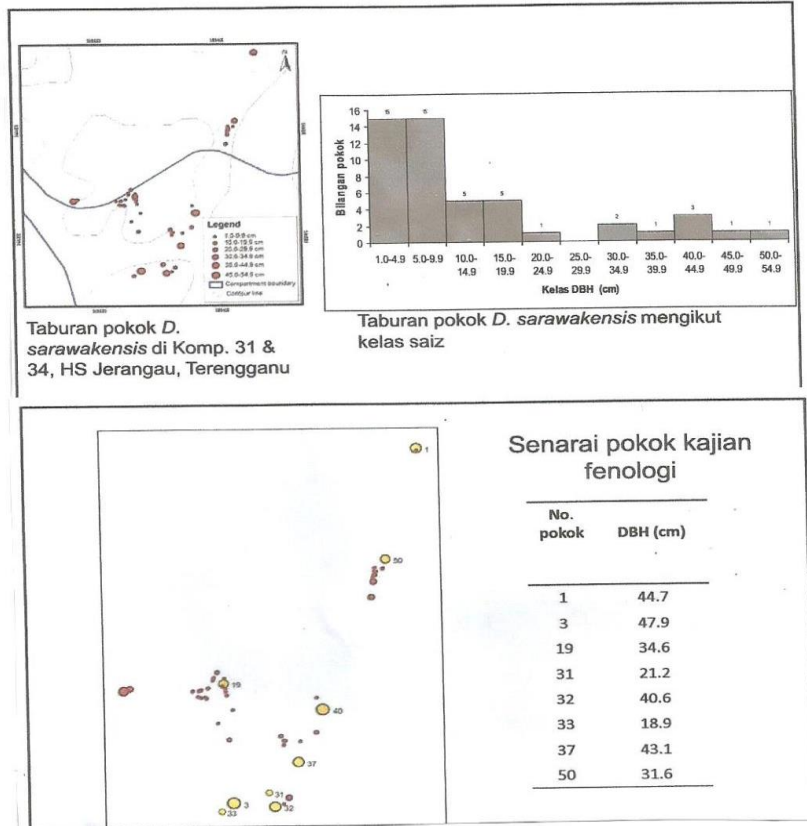 Legend
1.0-9.9 cm
10.0-19.9 cm
20.0-29.9 cm
30.0-34.9 cm
35.0-44.9 cm
45.0-54.9 cm
Compartment boundary
Contour line
Taburan pokok D.
sarawakensis di Komp. 31 &
34, HS Jerangau, Terengganu
Bilangan pokok
16
14
12
10
8
6
4
2
0
15
15
5
5
1
2
1
3
1
1
1.0-4.9
5.0-9.9
10.0-
14.9
15.0-
19.9
20.0-
24.9
25.0-
29.9
30.0-
34.9
35.0-
39.9
40.0-
44.9
45.0-
49.9
50.0-
54.9
Kelas DBH (cm)
Taburan pokok D. sarawakensis mengikut
kelas saiz
1
50
19
40
37
31
3
32
33
Senarai pokok kajian
fenologi
No.
pokok DBH (cm)
1 44.7
3 47.9
19 34.6
31 21.2
32 40.6
33 18.9
37 43.1
50 31.6